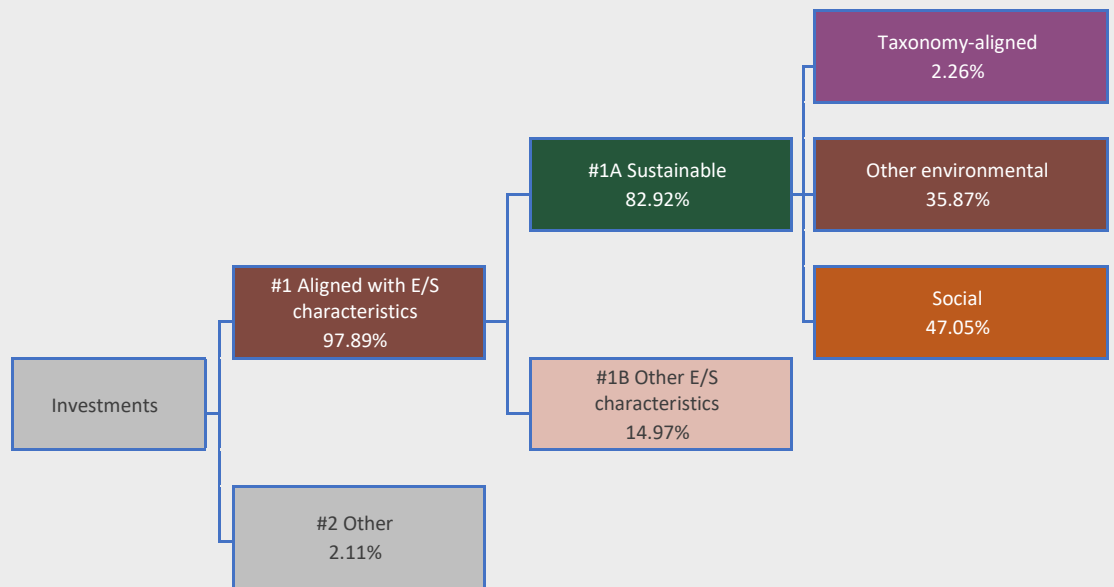 Taxonomy-aligned
2.26%
#1A Sustainable
82.92%
Other environmental
35.87%
#1 Aligned with E/S
characteristics
97.89%
Social
47.05%
Investments
#1B Other E/S
characteristics
14.97%
#2 Other
2.11%